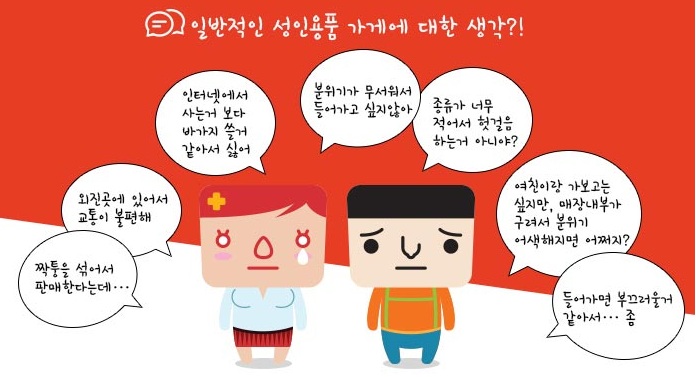 일반적인 성인용품 가게에 대한 생각?!
인터넷에서
사는거 보다
바가지 쓸거
같아서 싫어
분위기가 무서워서
들어가고 싶지않아
종류가 너무
적어서 헛걸음
하는거 아니야?
외진곳에 있어서
교통이 불편해
여친이랑 가보고는
싶지만, 매장내부가
구려서 분위기
어색해지면 어쩌지?
짝퉁을 섞어서
판매한다는데...
들어가면 부끄러울거
같아서... 좀